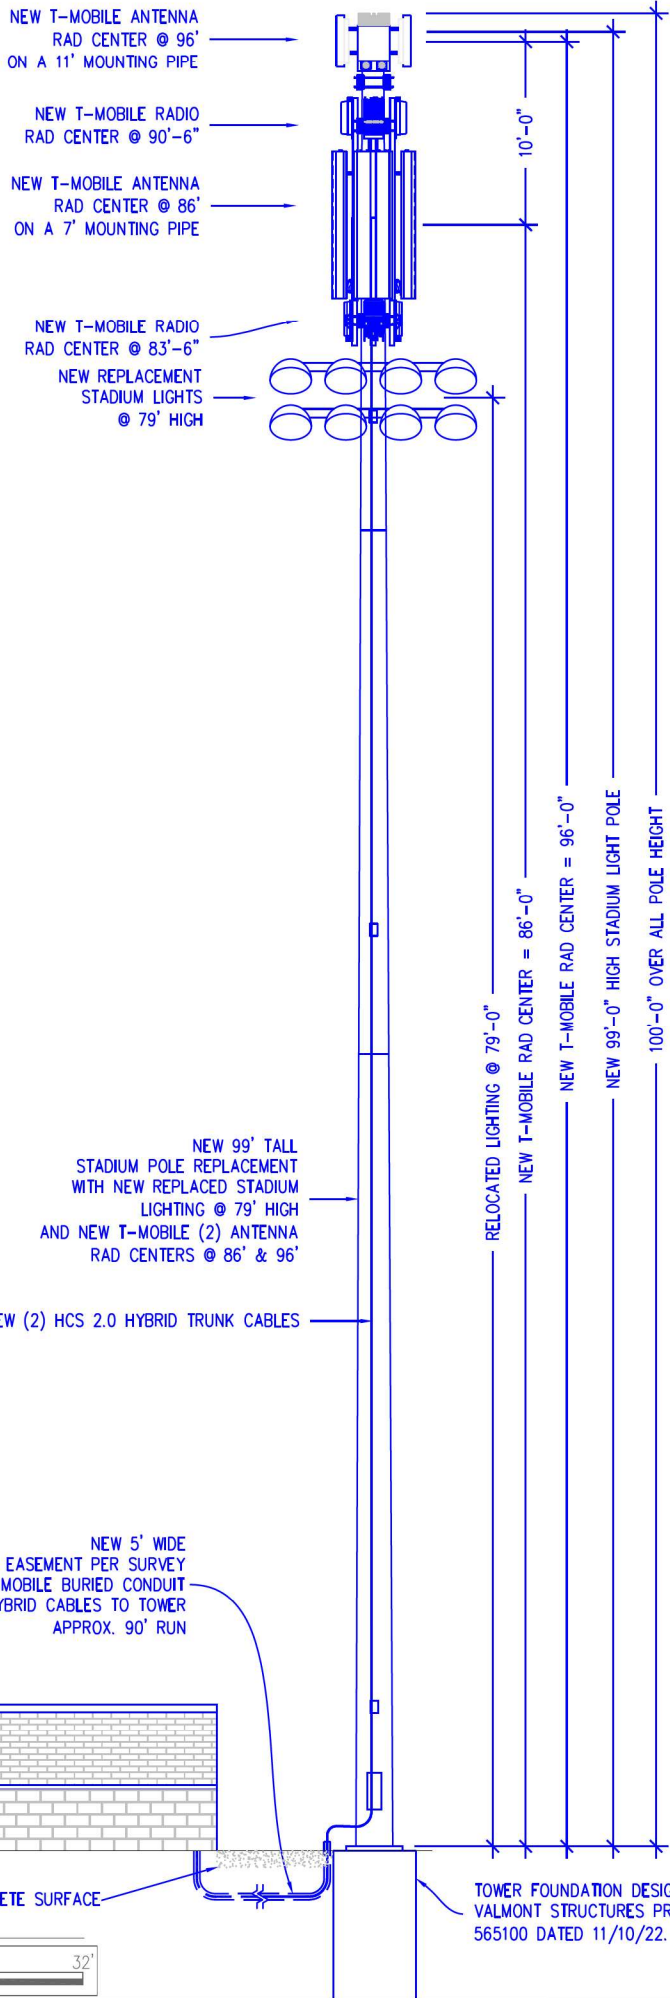 NEW T-MOBILE ANTENNA
RAD CENTER @ 96'
ON A 11' MOUNTING PIPE
NEW T-MOBILE RADIO
RAD CENTER @ 90'-6"
NEW T-MOBILE ANTENNA
RAD CENTER @ 86'
ON A 7' MOUNTING PIPE
NEW T-MOBILE RADIO
RAD CENTER @ 83'-6"
NEW REPLACEMENT
STADIUM LIGHTS
@ 79' HIGH
10'-0"
RELOCATED LIGHTING @ 79'-0"
NEW T-MOBILE RAD CENTER = 86'-0"
NEW T-MOBILE RAD CENTER = 96'-0"
NEW 99'-0" HIGH STADIUM LIGHT POLE
100'-0" OVER ALL POLE HEIGHT
NEW 99' TALL
STADIUM POLE REPLACEMENT
WITH NEW REPLACED STADIUM
LIGHTING @ 79' HIGH
AND NEW T-MOBILE (2) ANTENNA
RAD CENTERS @ 86' & 96'
EW (2) HCS 2.0 HYBRID TRUNK CABLES
NEW 5' WIDE
EASEMENT PER SURVEY
MOBILE BURIED CONDUIT
YBRID CABLES TO TOWER
APPROX. 90' RUN
ETE SURFACE
TOWER FOUNDATION DESIG
VALMONT STRUCTURES PR
565100 DATED 11/10/22.
32'